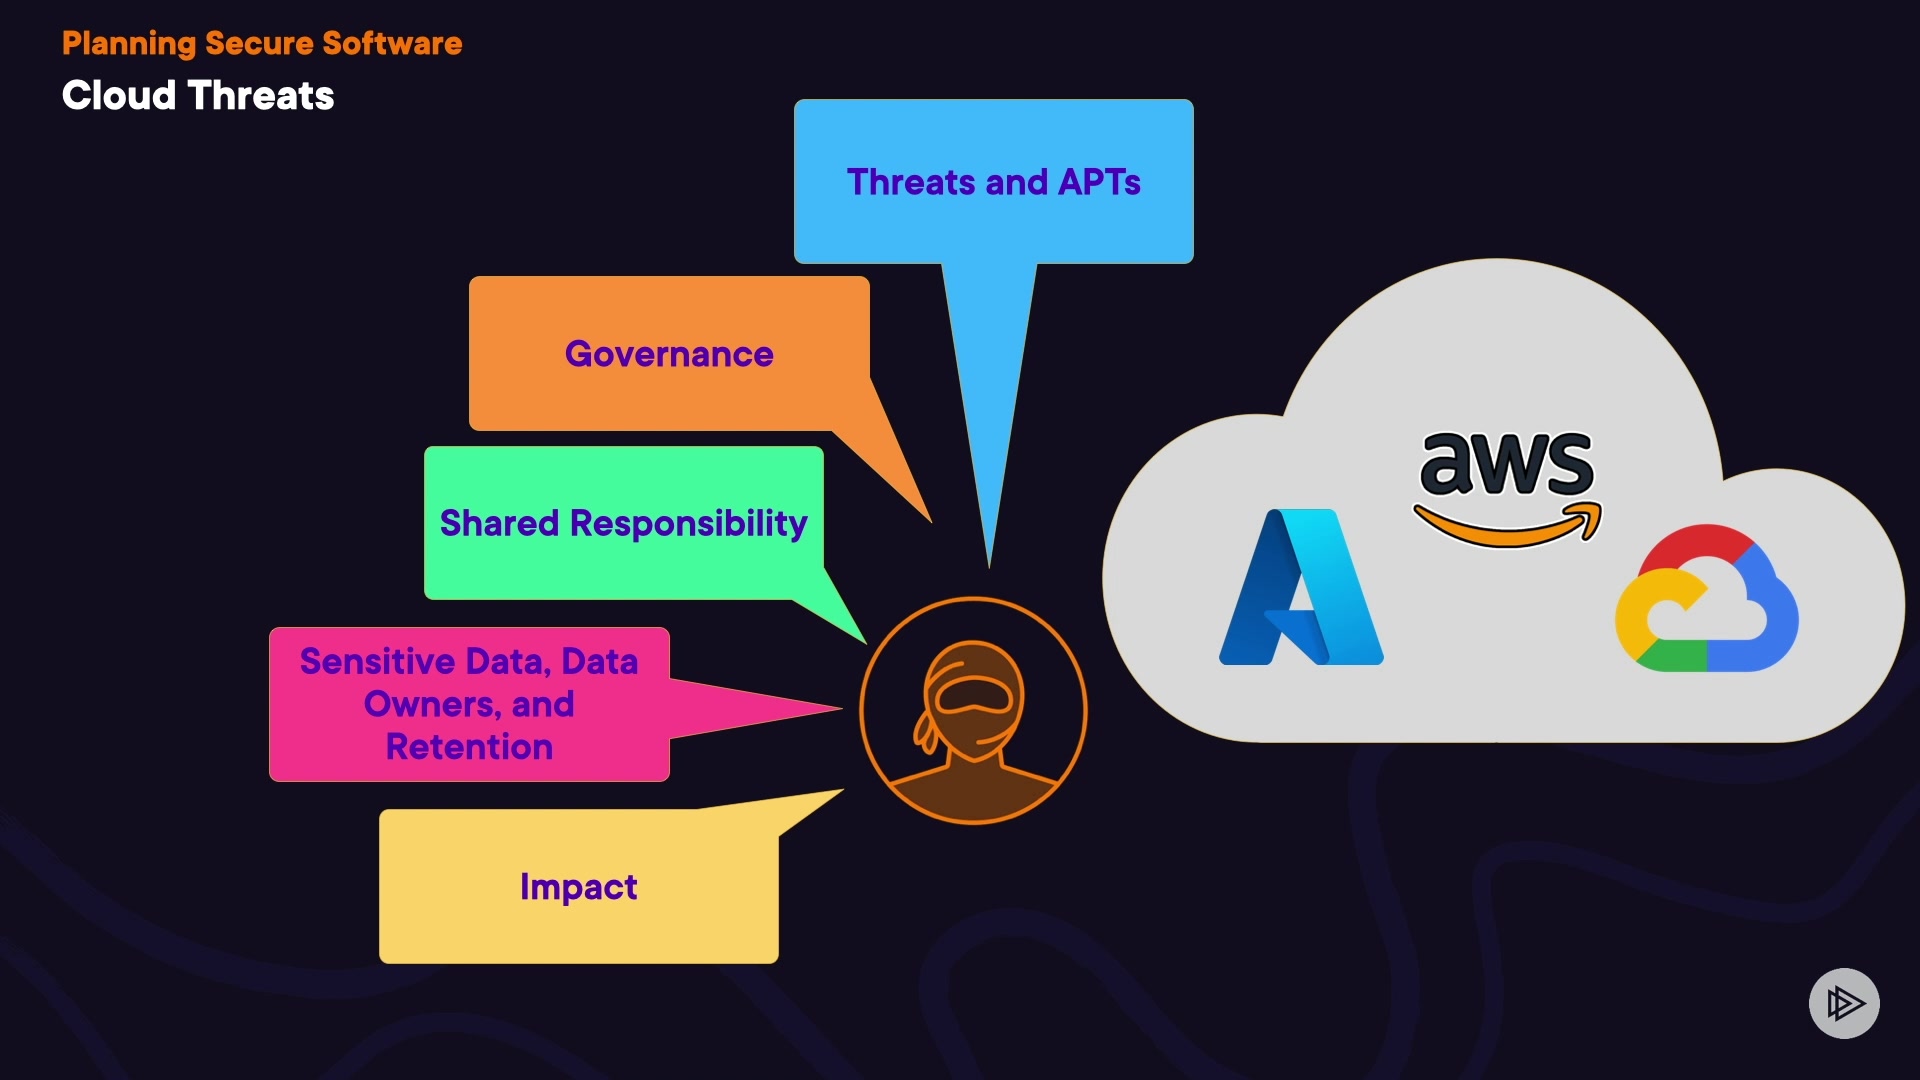 Planning Secure Software
Cloud Threats
Threats and APTs
Governance
Shared Responsibility
Sensitive Data, Data
Owners, and
Retention
Impact
aws